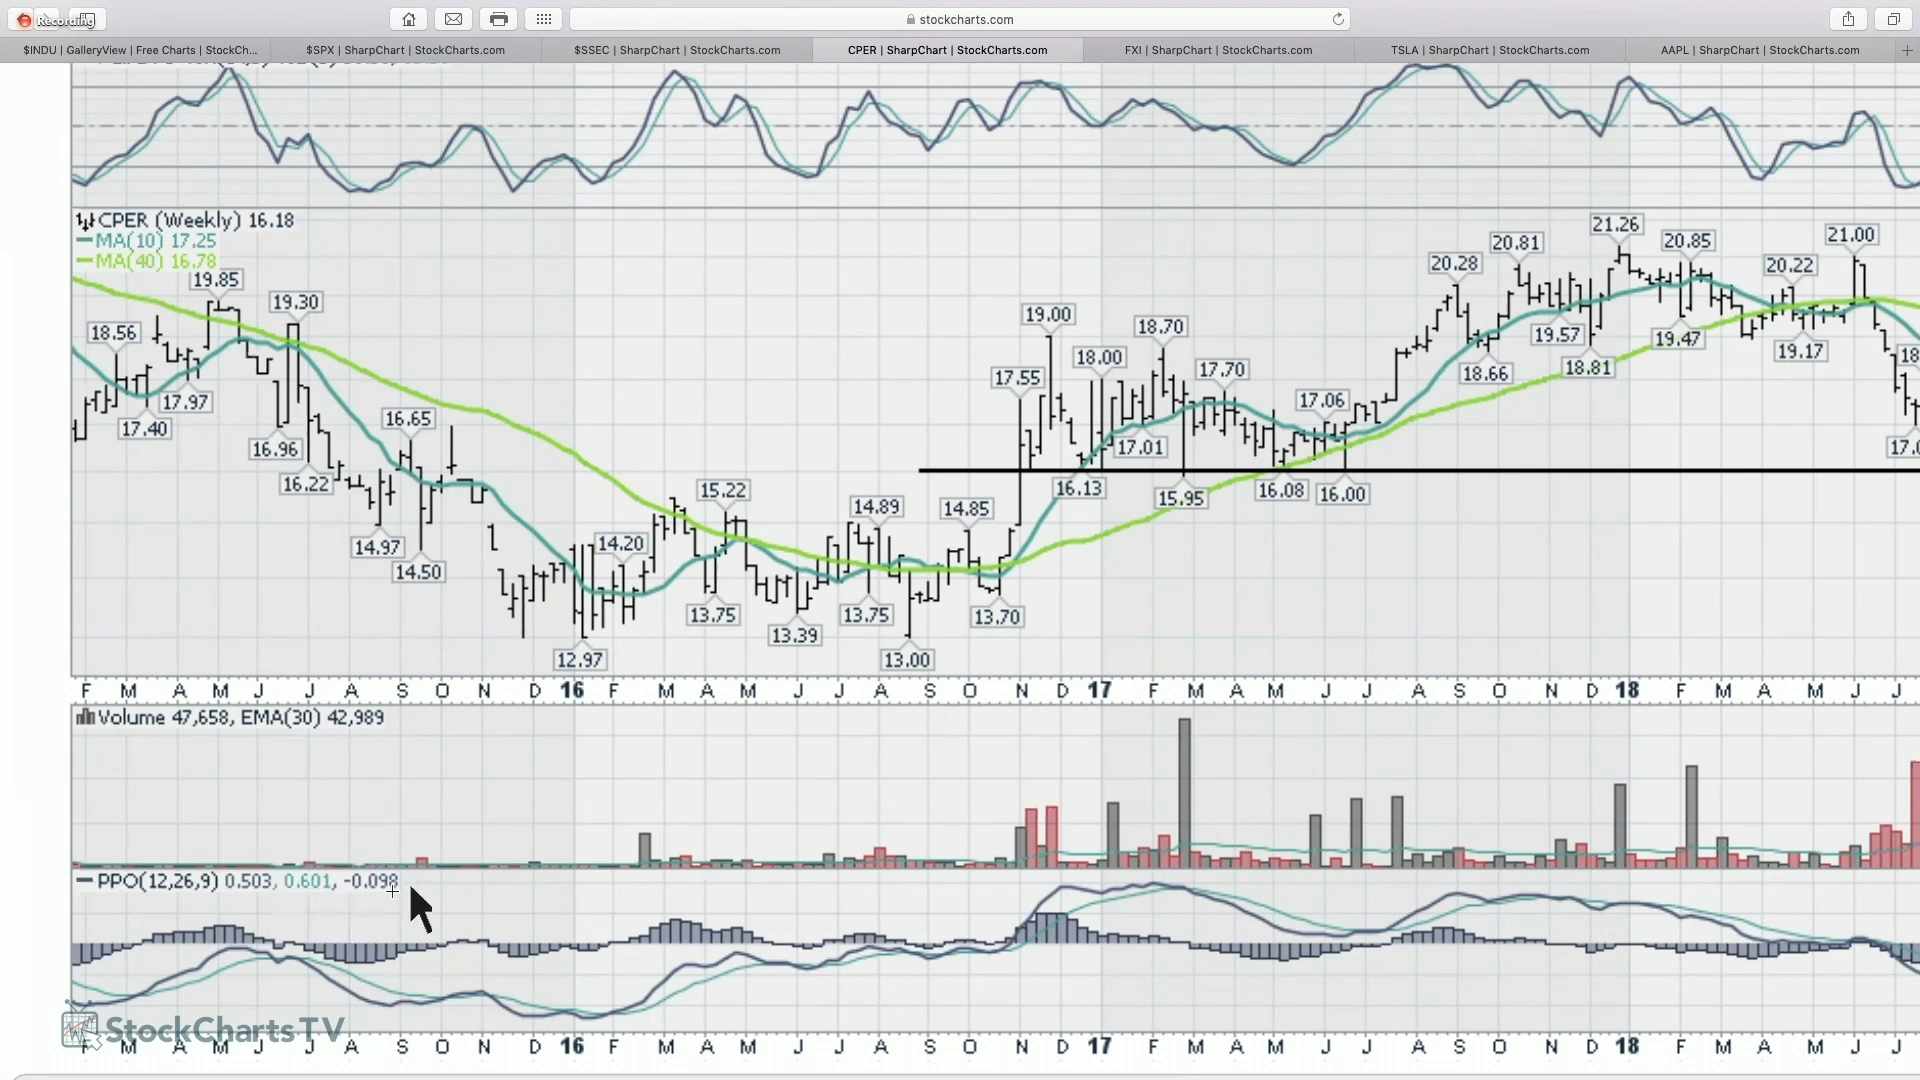 Recording
stockcharts.com
$INDU | GalleryView | Free Charts | StockCh...
$SPX | SharpChart | StockCharts.com
$SSEC | SharpChart | StockCharts.com
CPER | SharpChart | StockCharts.com
FXI | SharpChart | StockCharts.com
TSLA | SharpChart | StockCharts.com
AAPL | SharpChart | StockCharts.com
CPER (Weekly) 16.18
MA(10) 17.25
MA(40) 16.78
18.56
17.40
17.97
19.85
16.96
19.30
16.22
14.97
16.65
14.50
12.97
14.20
13.75
15.22
13.39
13.75
14.89
13.00
14.85
13.70
17.55
19.00
16.13
18.00
17.01
18.70
15.95
17.70
16.08
17.06
16.00
20.28
18.66
20.81
19.57
18.81
21.26
19.47
20.85
20.22
19.17
21.00
F M A M J J A S O N D 16 F M A M J J A S O N D 17 F M A M J J A S O N D 18 F M A M J J
Volume 47,658, EMA(30) 42,989
PPO(12,26,9) 0.503, 0.601, -0.098
StockCharts TV
F M A M J J A S O N D 16 F M A M J J A S O N D 17 F M A M J J A S O N D 18 F M A M J J